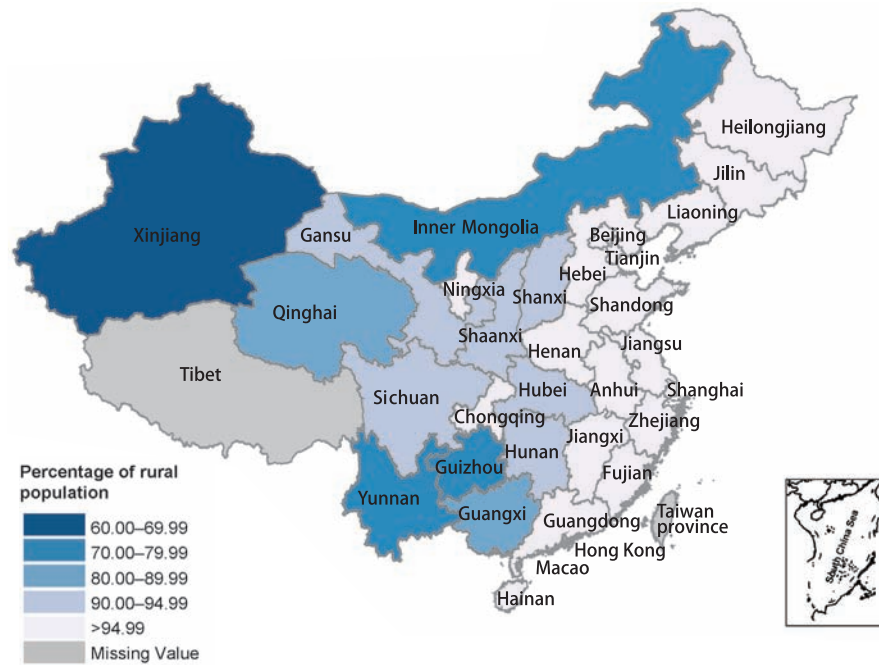 Heilongjiang
Jilin
Liaoning
Inner Mongolia
Beijing
Tianjin
Xinjiang
Gansu
Hebei
Ningxia
Shanxi
Shandong
Qinghai
Shaanxi
Henan
Jiangsu
Tibet
Sichuan
Hubei
Anhui
Shanghai
Chongqing
Zhejiang
Jiangxi
Hunan
Guizhou
Fujian
Yunnan
Guangxi
Guangdong
Taiwan
province
Hong Kong
Macao
Hainan
Percentage of rural
population
60.00–69.99
70.00–79.99
80.00–89.99
90.00–94.99
>94.99
Missing Value
South China Sea